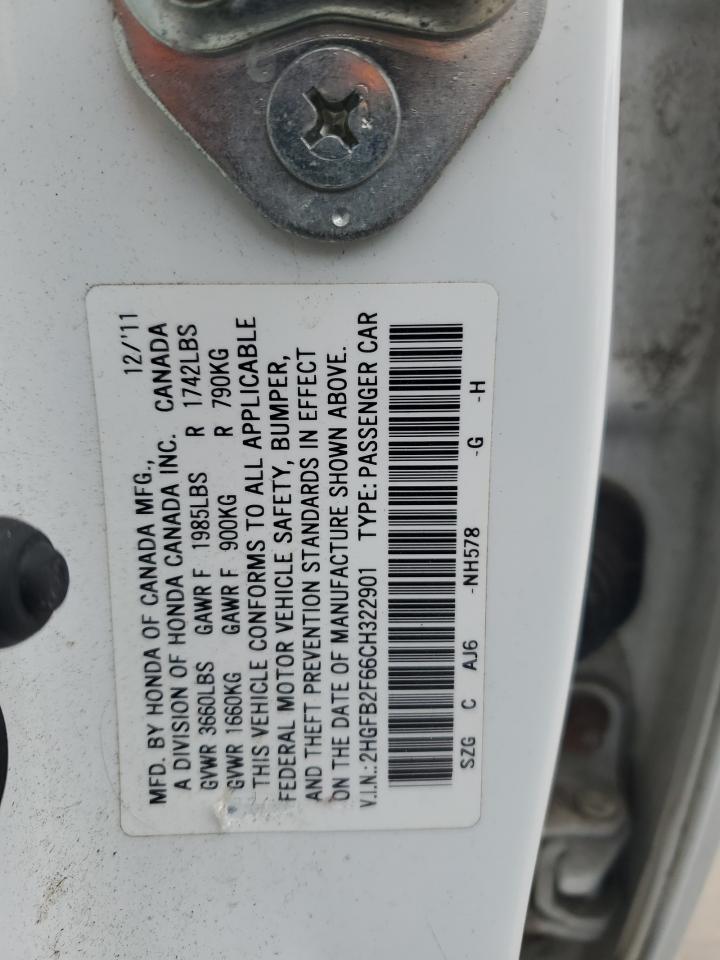 12/'11
MFD. BY HONDA OF CANADA MFG.,
A DIVISION OF HONDA CANADA INC. CANADA
GVWR 3660LBS GAWR F 1985LBS R 1742LBS
GVWR 1660KG GAWR F 900KG R 790KG
THIS VEHICLE CONFORMS TO ALL APPLICABLE
FEDERAL MOTOR VEHICLE SAFETY, BUMPER,
AND THEFT PREVENTION STANDARDS IN EFFECT
ON THE DATE OF MANUFACTURE SHOWN ABOVE.
V.I.N.: 2HGFB2F66CH322901 TYPE: PASSENGER CAR
SZG C AJ6 -NH578 -G -H